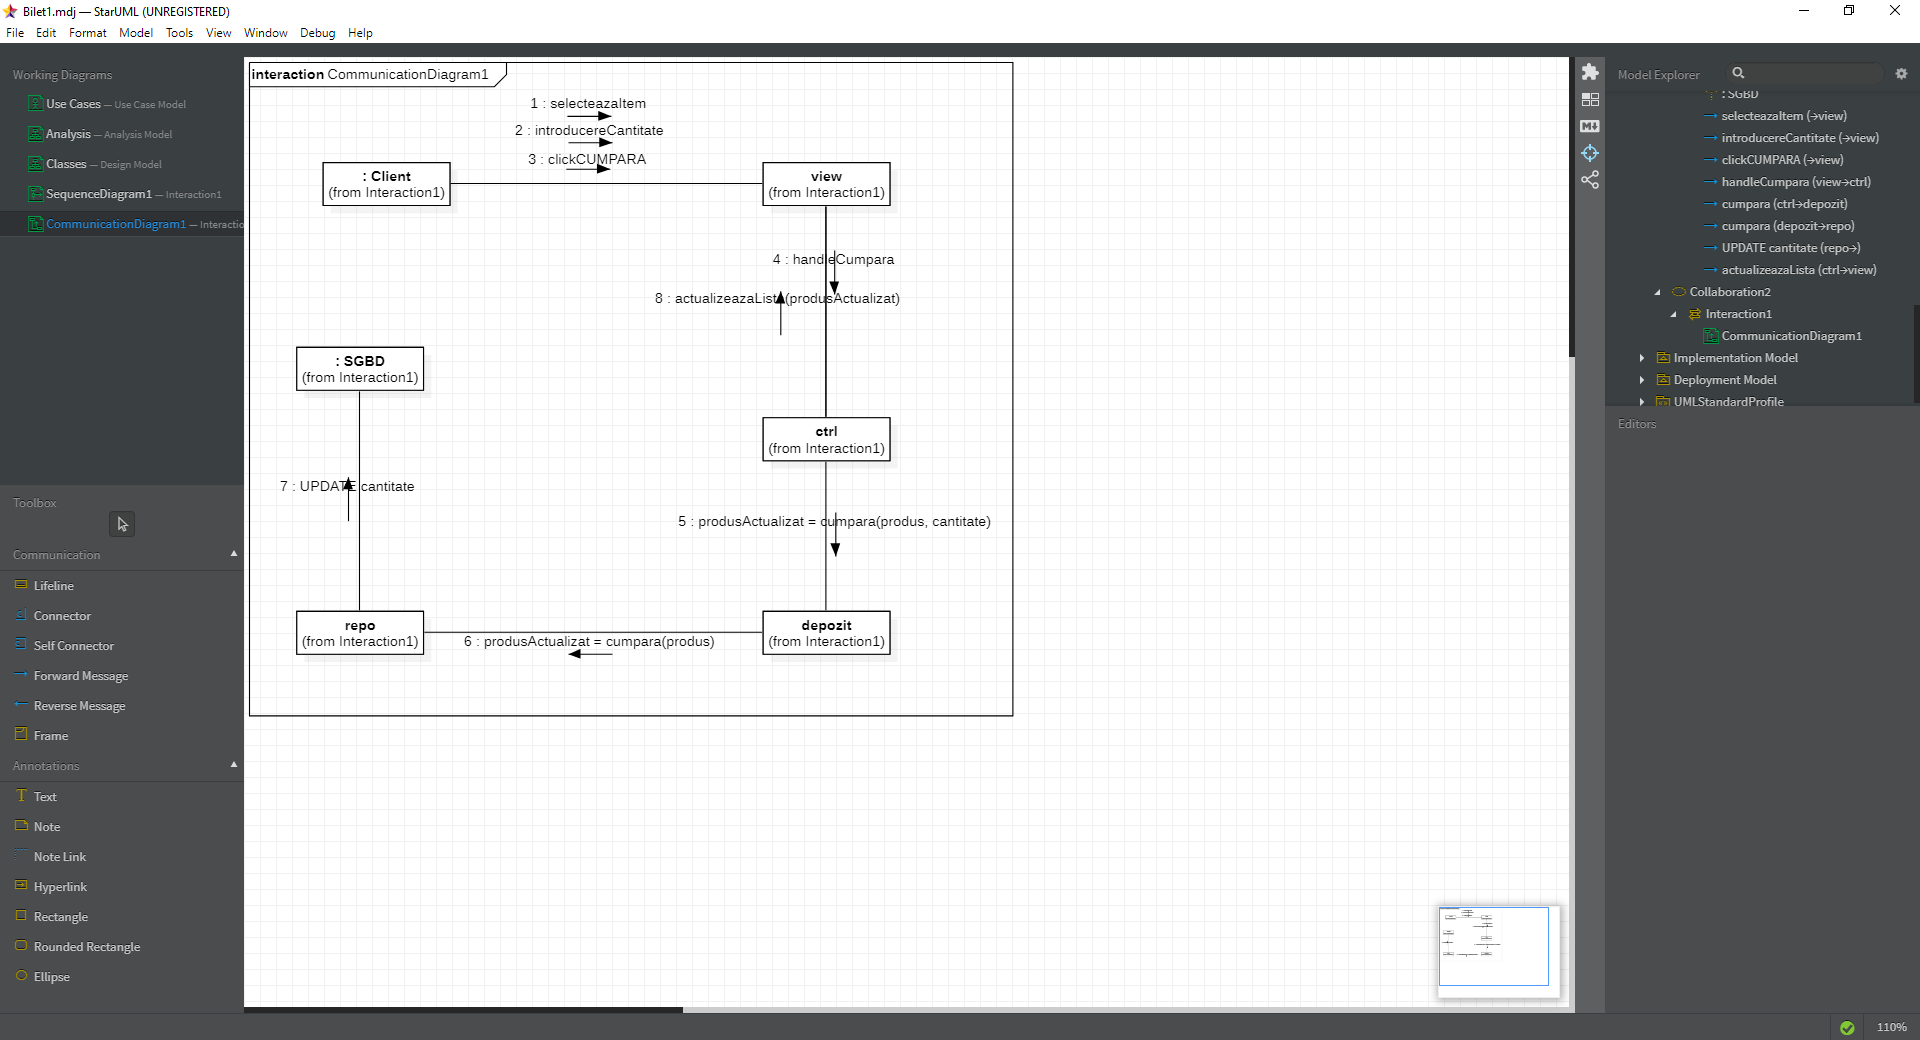 Bilet1.mdj — StarUML (UNREGISTERED)
File Edit Format Model Tools View Window Debug Help
Working Diagrams
Use Cases — Use Case Model
Analysis — Analysis Model
Classes — Design Model
SequenceDiagram1 — Interaction1
CommunicationDiagram1 — Interactio
Toolbox
Communication
Lifeline
Connector
Self Connector
Forward Message
Reverse Message
Frame
Annotations
Text
Note
Note Link
Hyperlink
Rectangle
Rounded Rectangle
Ellipse
interaction CommunicationDiagram1
1 : selecteazaItem
2 : introducereCantitate
3 : clickCUMPARA
: Client
(from Interaction1)
view
(from Interaction1)
4 : handleCumpara
8 : actualizeazaLista(produsActualizat)
: SGBD
(from Interaction1)
ctrl
(from Interaction1)
7 : UPDATE cantitate
5 : produsActualizat = cumpara(produs, cantitate)
repo
(from Interaction1)
6 : produsActualizat = cumpara(produs)
depozit
(from Interaction1)
Model Explorer
: SGBD
selecteazaItem (→view)
introducereCantitate (→view)
clickCUMPARA (→view)
handleCumpara (view→ctrl)
cumpara (ctrl→depozit)
cumpara (depozit→repo)
UPDATE cantitate (repo→)
actualizeazaLista (ctrl→view)
Collaboration2
Interaction1
CommunicationDiagram1
Implementation Model
Deployment Model
UMLStandardProfile
Editors
110%